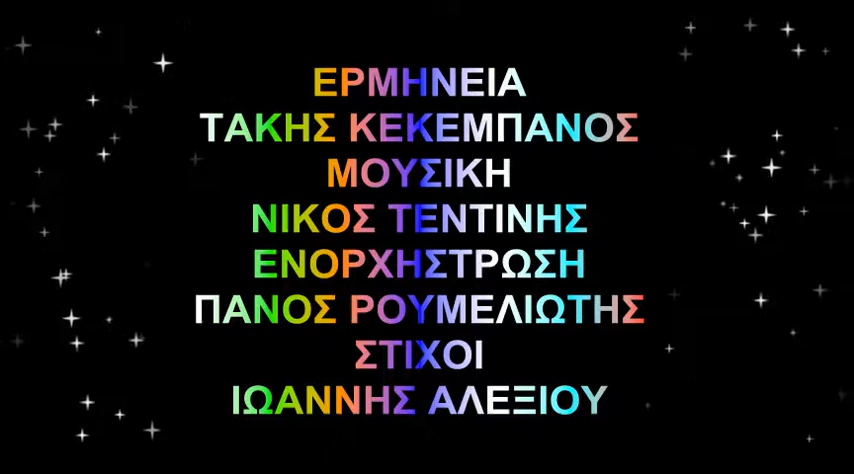 ΕΡΜΗΝΕΙΑ
ΤΑΚΗΣ ΚΕΚΕΜΠΑΝΟΣ
ΜΟΥΣΙΚΗ
ΝΙΚΟΣ ΤΕΝΤΙΝΗΣ
ΕΝΟΡΧΗΣΤΡΩΣΗ
ΠΑΝΟΣ ΡΟΥΜΕΛΙΩΤΗΣ
ΣΤΙΧΟΙ
ΙΩΑΝΝΗΣ ΑΛΕΞΙΟΥ